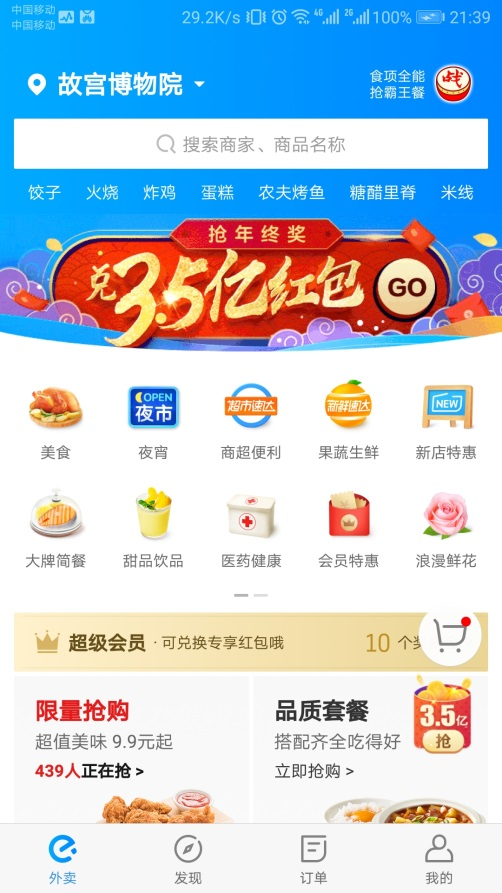 中国移动
中国移动
29.2K/s 4G 2G 100% 21:39
故宫博物院
食项全能
抢霸王餐
战
搜索商家、商品名称
饺子 火烧 炸鸡 蛋糕 农夫烤鱼 糖醋里脊 米线
抢年终奖
兑3.5亿红包
GO
OPEN
夜市
超市速达
新鲜速达
NEW
美食 夜宵 商超便利 果蔬生鲜 新店特惠
大牌简餐 甜品饮品 医药健康 会员特惠 浪漫鲜花
超级会员 · 可兑换专享红包哦 10 个奖
限量抢购
超值美味 9.9元起
439人正在抢 >
品质套餐
搭配齐全吃得好
立即抢购 >
3.5亿
抢
外卖 发现 订单 我的